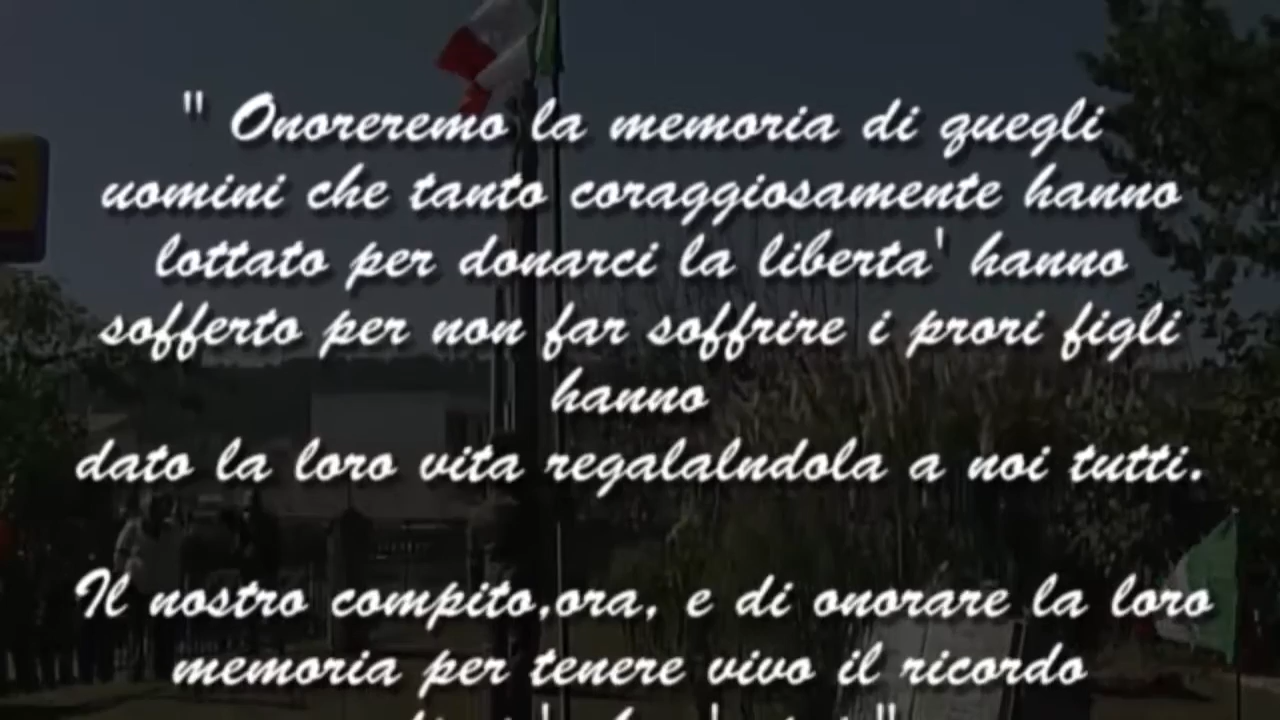 " Onoreremo la memoria di quegli
uomini che tanto coraggiosamente hanno
lottato per donarci la liberta' hanno
sofferto per non far soffrire i prori figli
hanno
dato la loro vita regalalndola a noi tutti.
Il nostro compito,ora, e di onorare la loro
memoria per tenere vivo il ricordo